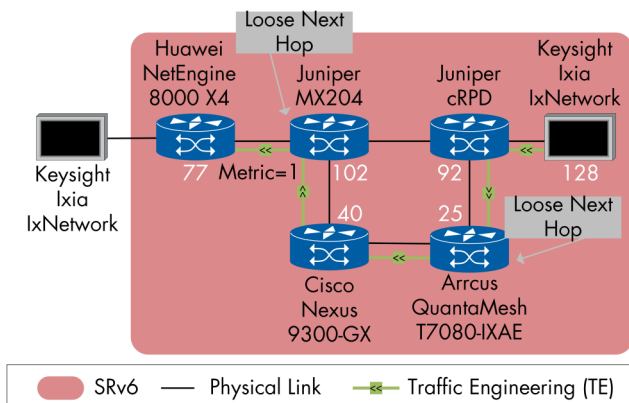 Loose Next
Hop
Huawei
NetEngine
8000 X4
Juniper
MX204
Juniper
cRPD
Keysight
Ixia
IxNetwork
Keysight
Ixia
IxNetwork
77
Metric=1
102
92
128
40
25
Loose Next
Hop
Cisco
Nexus
9300-GX
Arrcus
QuantaMesh
T7080-IXAE
SRv6
Physical Link
<< Traffic Engineering (TE)